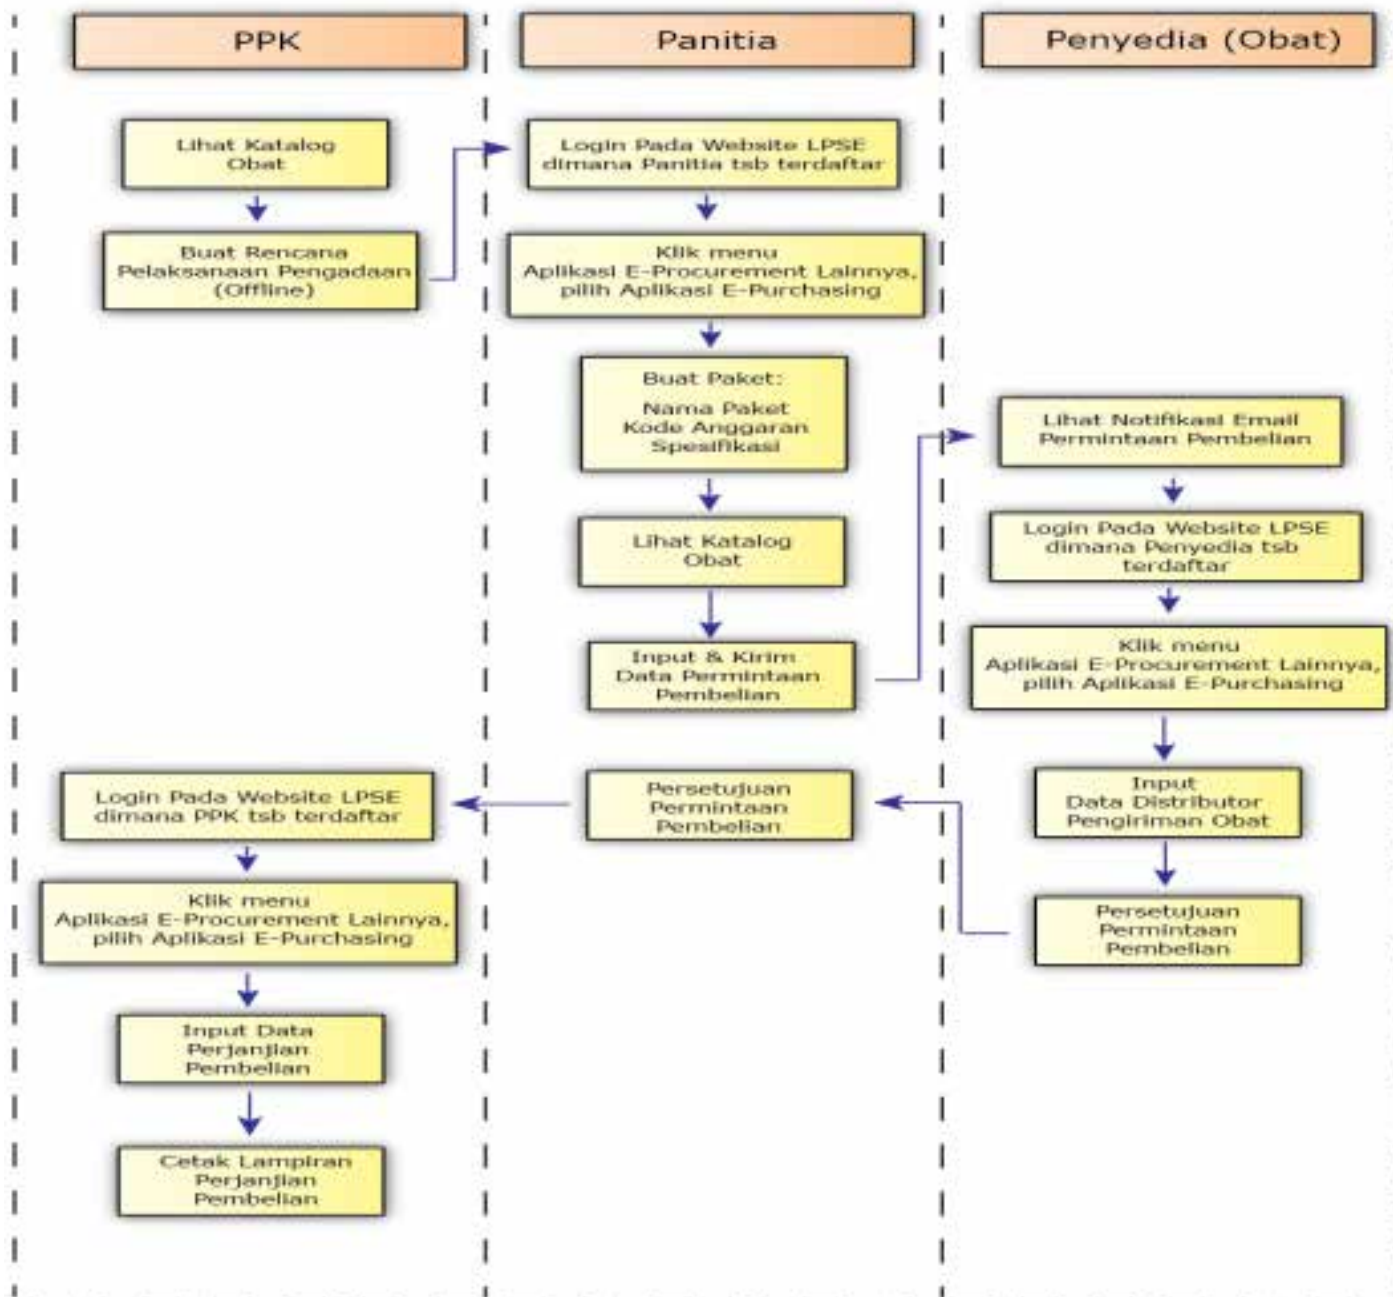 PPK
Panitia
Penyedia (Obat)
Lihat Katalog
Obat
Buat Rencana
Pelaksanaan Pengadaan
(Offline)
Login Pada Website LPSE
dimana Panitia tsb terdaftar
Klik menu
Aplikasi E-Procurement Lainnya,
pilih Aplikasi E-Purchasing
Buat Paket:
Nama Paket
Kode Anggaran
Spesifikasi
Lihat Katalog
Obat
Input & Kirim
Data Permintaan
Pembelian
Lihat Notifikasi Email
Permintaan Pembelian
Login Pada Website LPSE
dimana Penyedia tsb
terdaftar
Klik menu
Aplikasi E-Procurement Lainnya,
pilih Aplikasi E-Purchasing
Input
Data Distributor
Pengiriman Obat
Persetujuan
Permintaan
Pembelian
Persetujuan
Permintaan
Pembelian
Login Pada Website LPSE
dimana PPK tsb terdaftar
Klik menu
Aplikasi E-Procurement Lainnya,
pilih Aplikasi E-Purchasing
Input Data
Perjanjian
Pembelian
Cetak Lampiran
Perjanjian
Pembelian